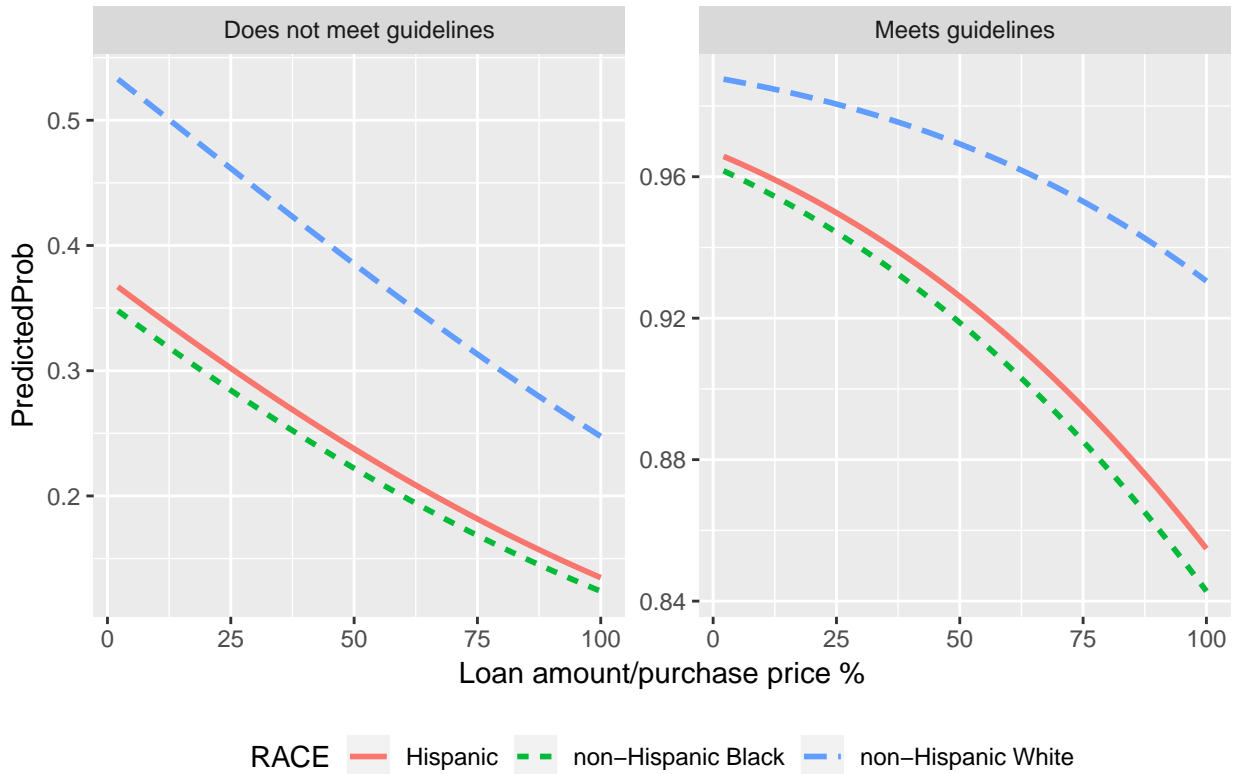 Does not meet guidelines
Meets guidelines
PredictedProb
0.5
0.4
0.3
0.2
0.96
0.92
0.88
0.84
0 25 50 75 100
0 25 50 75 100
Loan amount/purchase price %
RACE Hispanic non−Hispanic Black non−Hispanic White